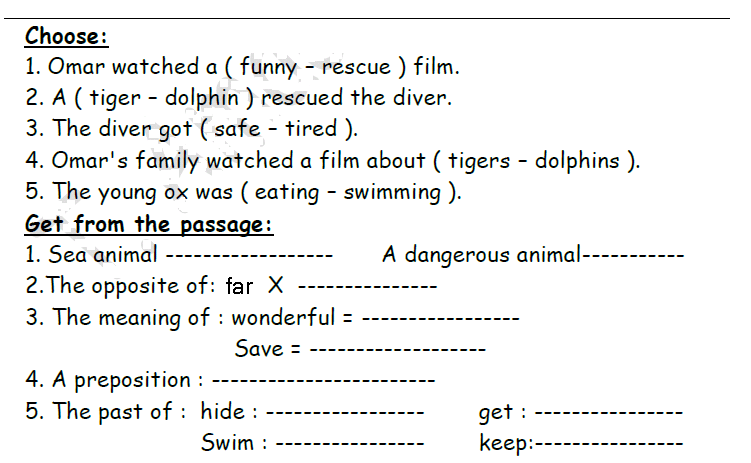 Choose:
1. Omar watched a ( funny – rescue ) film.
2. A ( tiger – dolphin ) rescued the diver.
3. The diver got ( safe – tired ).
4. Omar's family watched a film about ( tigers – dolphins ).
5. The young ox was ( eating – swimming ).
Get from the passage:
1. Sea animal ------------------ A dangerous animal-----------
2.The opposite of: far X ---------------
3. The meaning of : wonderful = -----------------
Save = -------------------
4. A preposition : ------------------------
5. The past of : hide : ----------------- get : ----------------
Swim : ---------------- keep:----------------